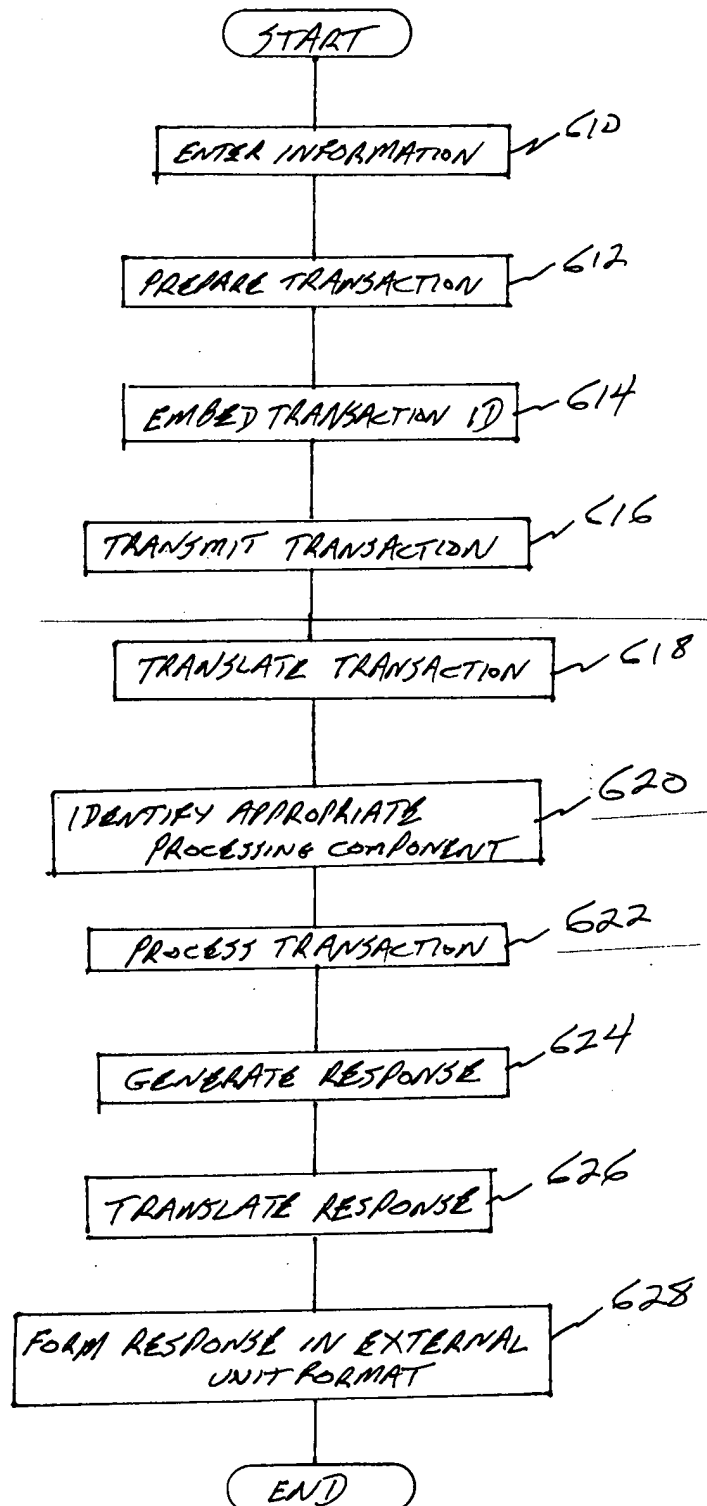 START
ENTER INFORMATION
610
PREPARE TRANSACTION
612
EMBED TRANSACTION ID
614
TRANSMIT TRANSACTION
616
TRANSLATE TRANSACTION
618
IDENTIFY APPROPRIATE
PROCESSING COMPONENT
620
PROCESS TRANSACTION
622
GENERATE RESPONSE
624
TRANSLATE RESPONSE
626
FORM RESPONSE IN EXTERNAL
UNIT FORMAT
628
END